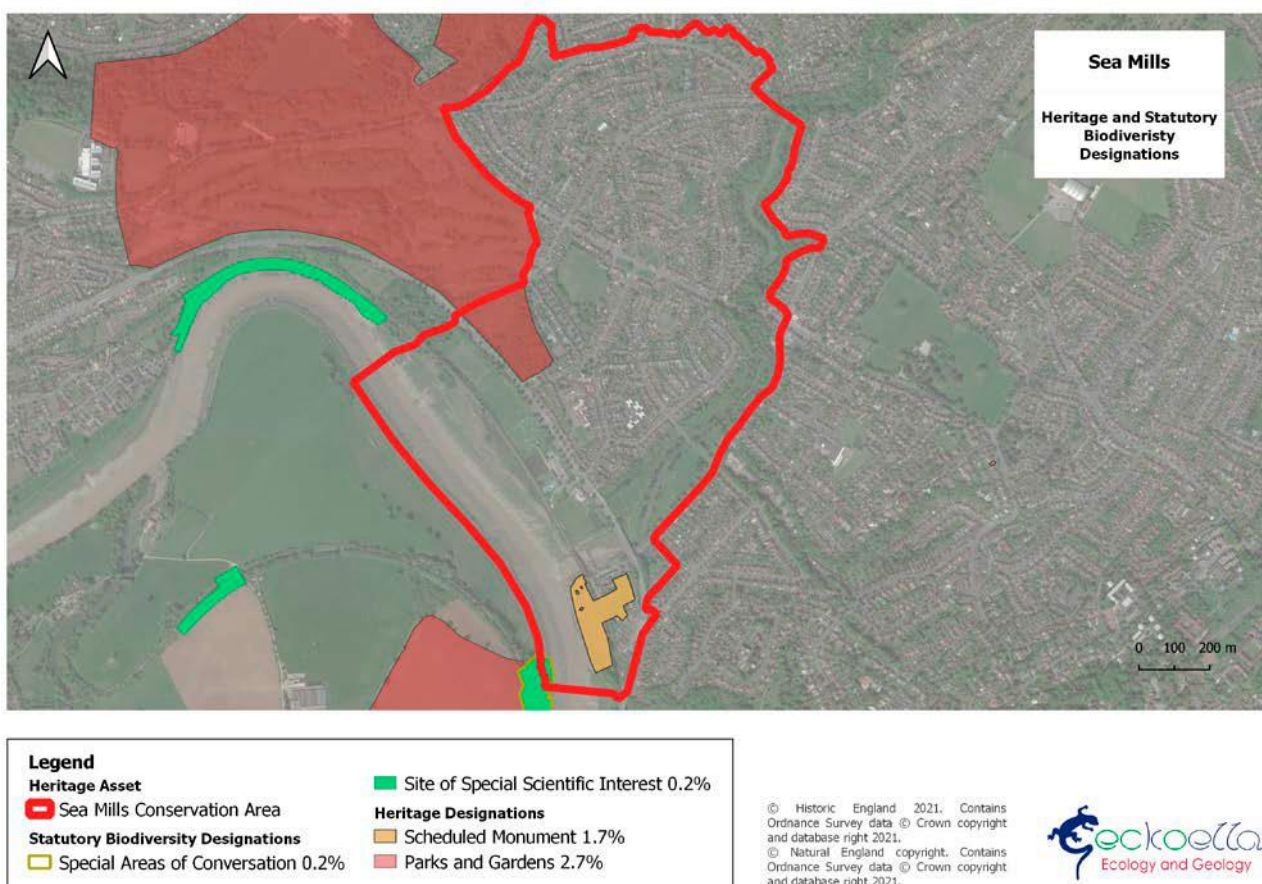 Sea Mills
Heritage and Statutory
Biodiveristy
Designations
0 100 200 m
Legend
Heritage Asset
Sea Mills Conservation Area
Statutory Biodiversity Designations
Special Areas of Conversation 0.2%
Site of Special Scientific Interest 0.2%
Heritage Designations
Scheduled Monument 1.7%
Parks and Gardens 2.7%
© Historic England 2021. Contains
Ordnance Survey data © Crown copyright
and database right 2021.
© Natural England copyright. Contains
Ordnance Survey data © Crown copyright
and database right 2021.
geckoella
Ecology and Geology